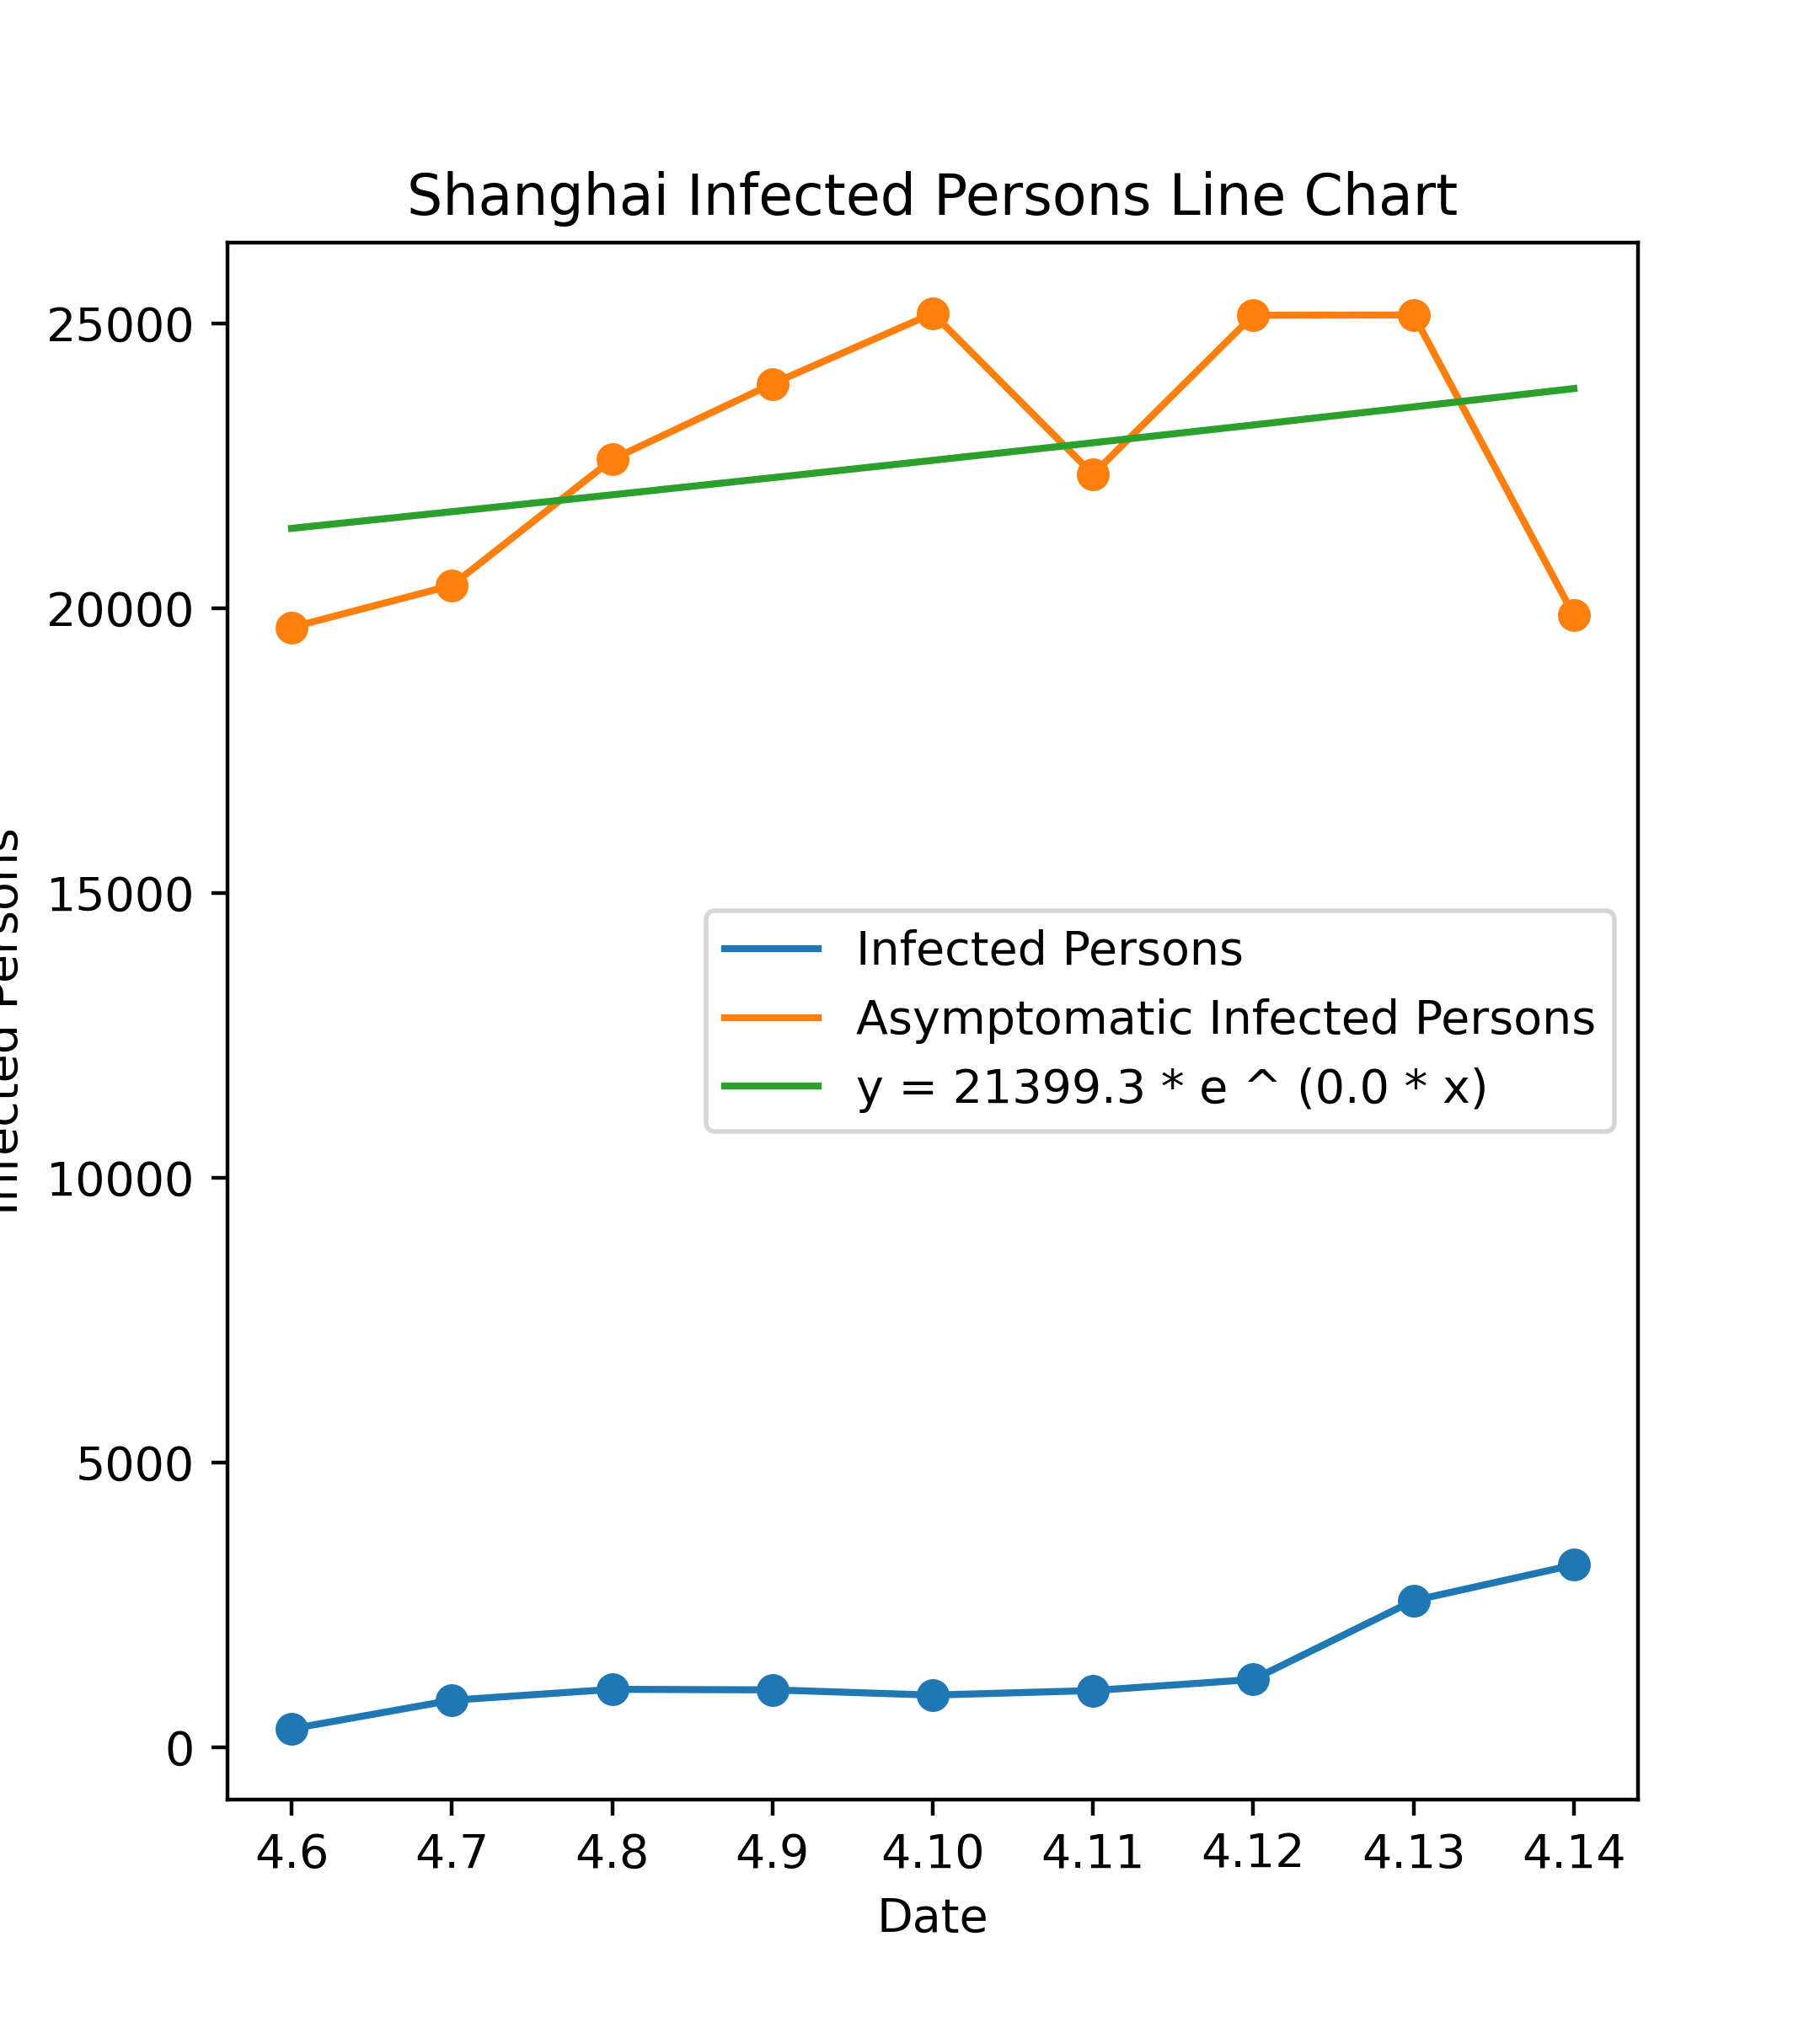 Shanghai Infected Persons Line Chart
25000
20000
15000
10000
5000
0
Infected Persons
Infected Persons
Asymptomatic Infected Persons
y = 21399.3 * e ^ (0.0 * x)
4.6 4.7 4.8 4.9 4.10 4.11 4.12 4.13 4.14
Date